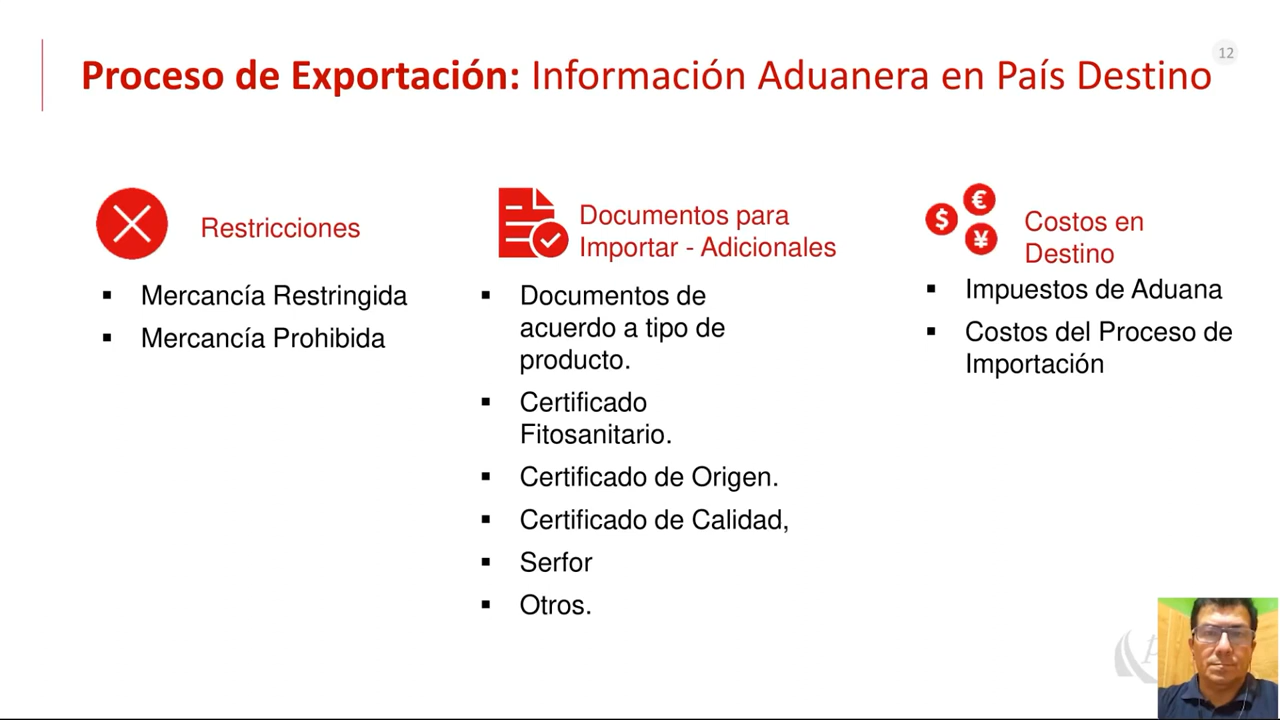 12
Proceso de Exportación: Información Aduanera en País Destino
Restricciones
▪ Mercancía Restringida
▪ Mercancía Prohibida
Documentos para
Importar - Adicionales
▪ Documentos de
acuerdo a tipo de
producto.
▪ Certificado
Fitosanitario.
▪ Certificado de Origen.
▪ Certificado de Calidad,
▪ Serfor
▪ Otros.
$ € ¥
Costos en
Destino
▪ Impuestos de Aduana
▪ Costos del Proceso de
Importación